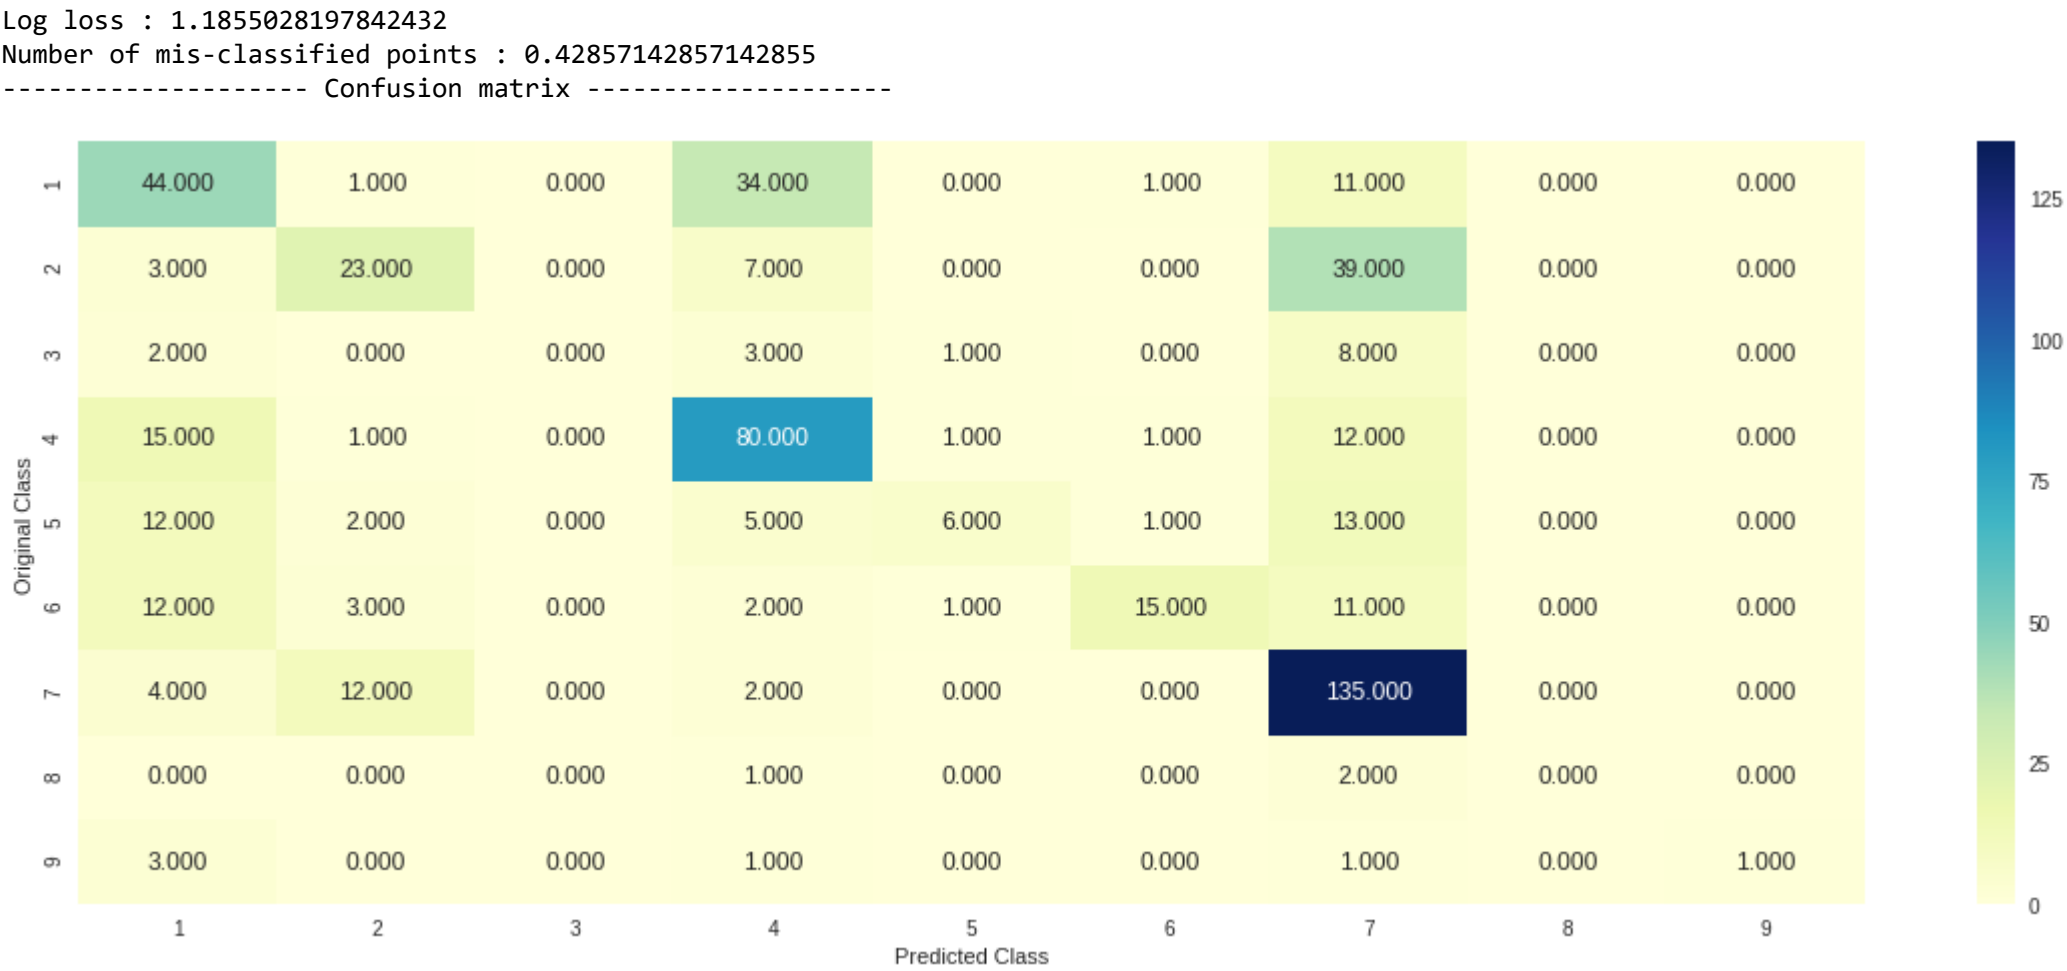 Log loss : 1.1855028197842432
Number of mis-classified points : 0.42857142857142855
-------------------- Confusion matrix --------------------
1 44.000 1.000 0.000 34.000 0.000 1.000 11.000 0.000 0.000
2 3.000 23.000 0.000 7.000 0.000 0.000 39.000 0.000 0.000
3 2.000 0.000 0.000 3.000 1.000 0.000 8.000 0.000 0.000
4 15.000 1.000 0.000 80.000 1.000 1.000 12.000 0.000 0.000
5 12.000 2.000 0.000 5.000 6.000 1.000 13.000 0.000 0.000
6 12.000 3.000 0.000 2.000 1.000 15.000 11.000 0.000 0.000
7 4.000 12.000 0.000 2.000 0.000 0.000 135.000 0.000 0.000
8 0.000 0.000 0.000 1.000 0.000 0.000 2.000 0.000 0.000
9 3.000 0.000 0.000 1.000 0.000 0.000 1.000 0.000 1.000
Original Class
1 2 3 4 5 6 7 8 9
Predicted Class
125
100
75
50
25
0